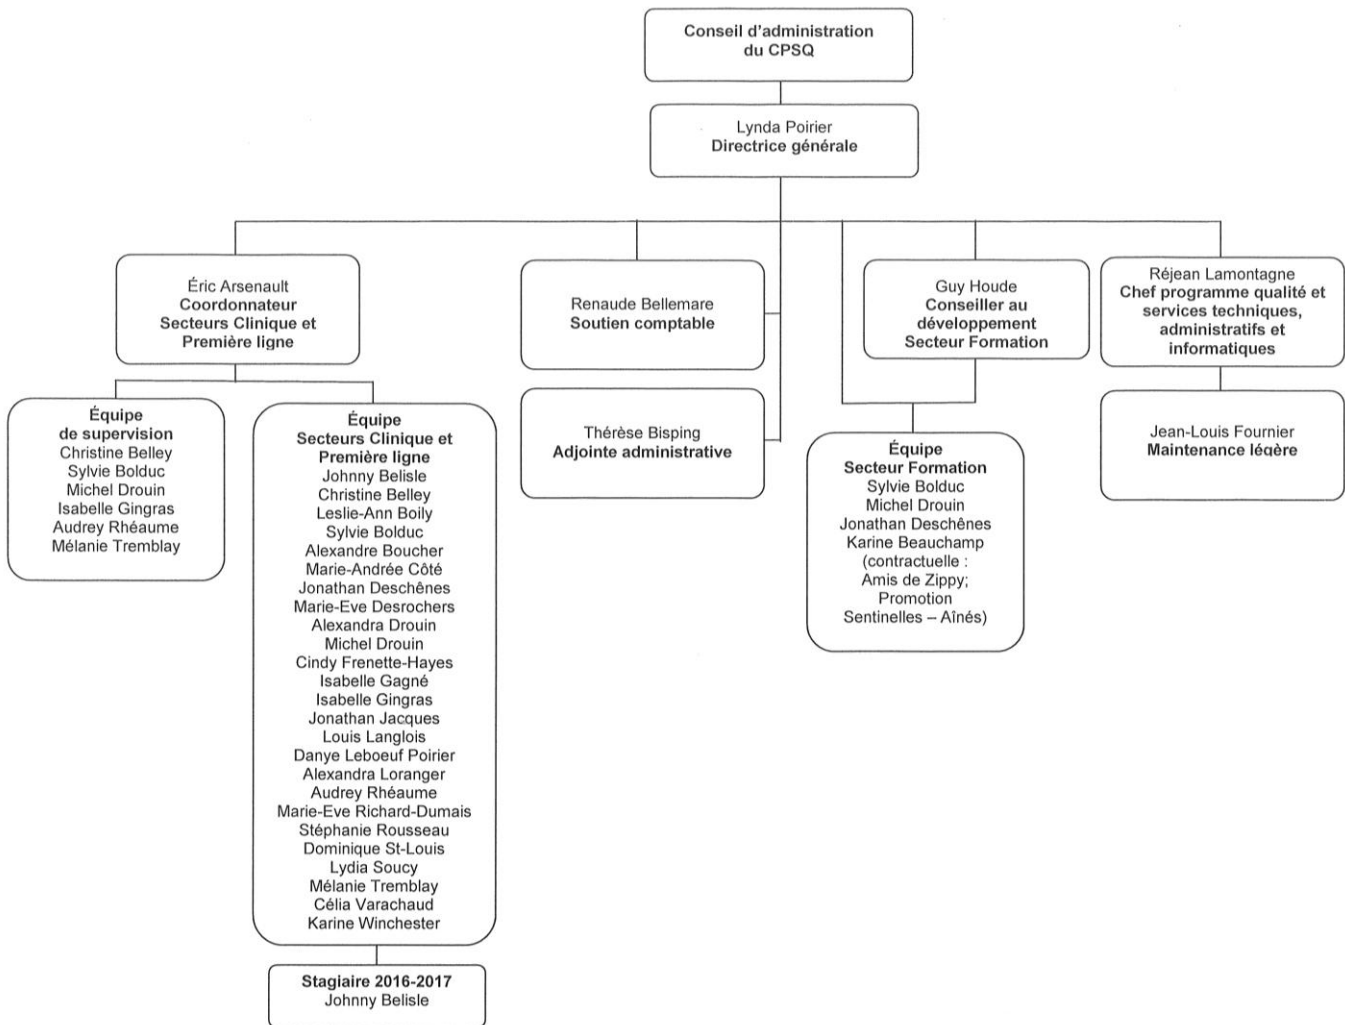 Conseil d'administration
du CPSQ
Lynda Poirier
Directrice générale
Éric Arsenault
Coordonnateur
Secteurs Clinique et
Première ligne
Renaude Bellemare
Soutien comptable
Guy Houde
Conseiller au
développement
Secteur Formation
Réjean Lamontagne
Chef programme qualité et
services techniques,
administratifs et
informatiques
Équipe
de supervision
Christine Belley
Sylvie Bolduc
Michel Drouin
Isabelle Gingras
Audrey Rhéaume
Mélanie Tremblay
Équipe
Secteurs Clinique et
Première ligne
Johnny Belisle
Christine Belley
Leslie-Ann Boily
Sylvie Bolduc
Alexandre Boucher
Marie-Andrée Côté
Jonathan Deschênes
Marie-Eve Desrochers
Alexandra Drouin
Michel Drouin
Cindy Frenette-Hayes
Isabelle Gagné
Isabelle Gingras
Jonathan Jacques
Louis Langlois
Danye Leboeuf Poirier
Alexandra Loranger
Audrey Rhéaume
Marie-Eve Richard-Dumais
Stéphanie Rousseau
Dominique St-Louis
Lydia Soucy
Mélanie Tremblay
Célia Varachaud
Karine Winchester
Thérèse Bisping
Adjointe administrative
Équipe
Secteur Formation
Sylvie Bolduc
Michel Drouin
Jonathan Deschênes
Karine Beauchamp
(contractuelle :
Amis de Zippy;
Promotion
Sentinelles – Aînés)
Jean-Louis Fournier
Maintenance légère
Stagiaire 2016-2017
Johnny Belisle